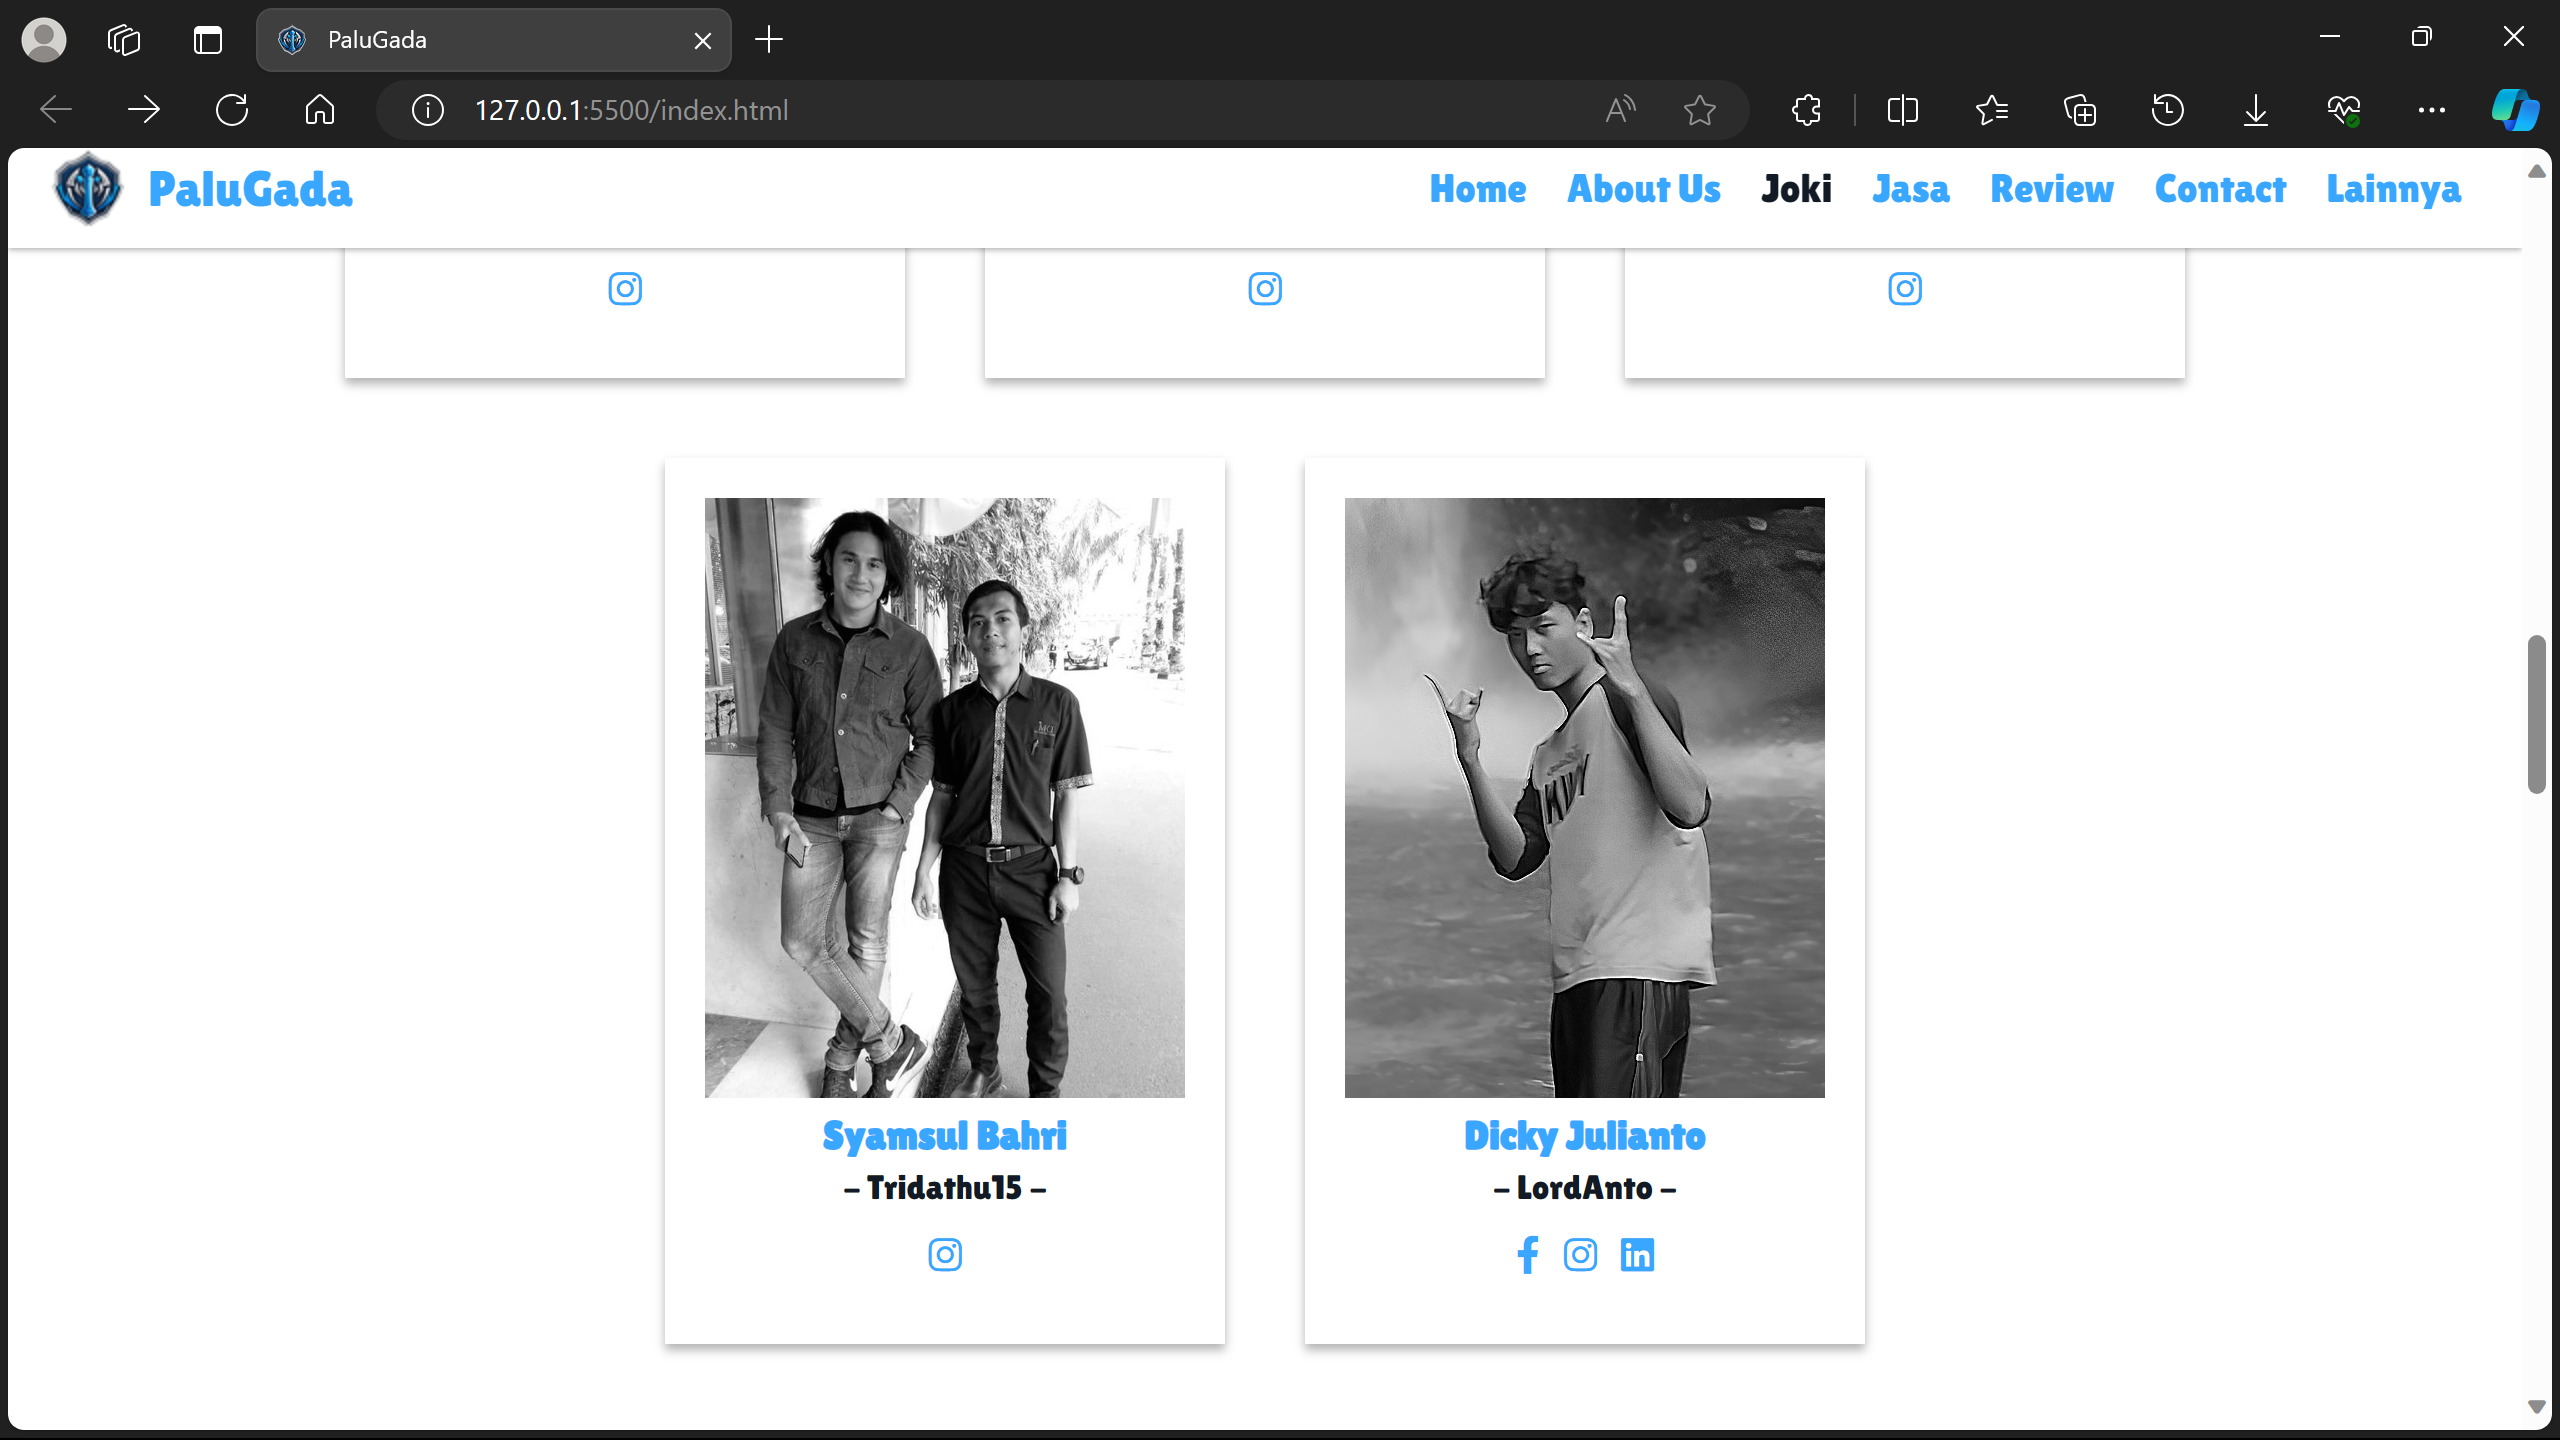 PaluGada
127.0.0.1:5500/index.html
PaluGada
Home About Us Joki Jasa Review Contact Lainnya
Syamsul Bahri
– Tridathu15 –
Dicky Julianto
– LordAnto –